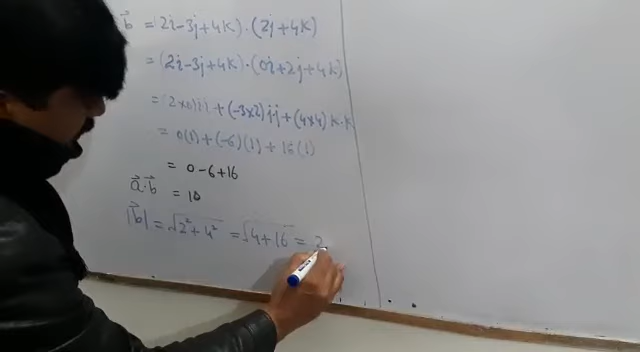 b⃗ = (2i-3j+4k).(2j+4k)
= (2i-3j+4k).(0i+2j+4k)
= (2×0)i.i+(-3×2)j.j+(4×4)k.k
= 0(1)+(-6)(1)+16(1)
= 0-6+16
a⃗.b⃗ = 10
|b⃗| = √2²+4² = √4+16 = 2